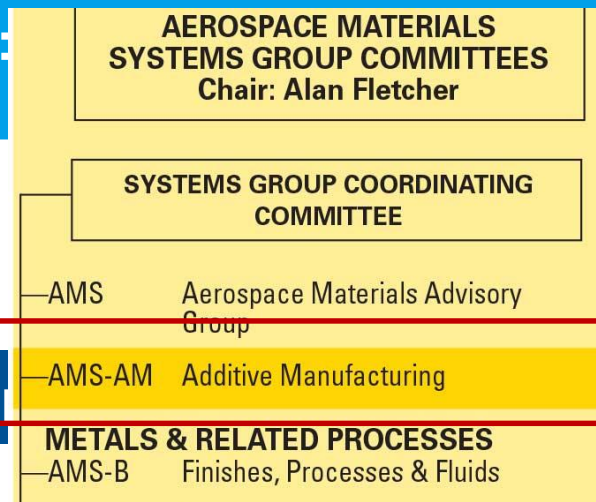 AEROSPACE MATERIALS
SYSTEMS GROUP COMMITTEES
Chair: Alan Fletcher
SYSTEMS GROUP COORDINATING
COMMITTEE
AMS Aerospace Materials Advisory
Group
AMS-AM Additive Manufacturing
METALS & RELATED PROCESSES
AMS-B Finishes, Processes & Fluids